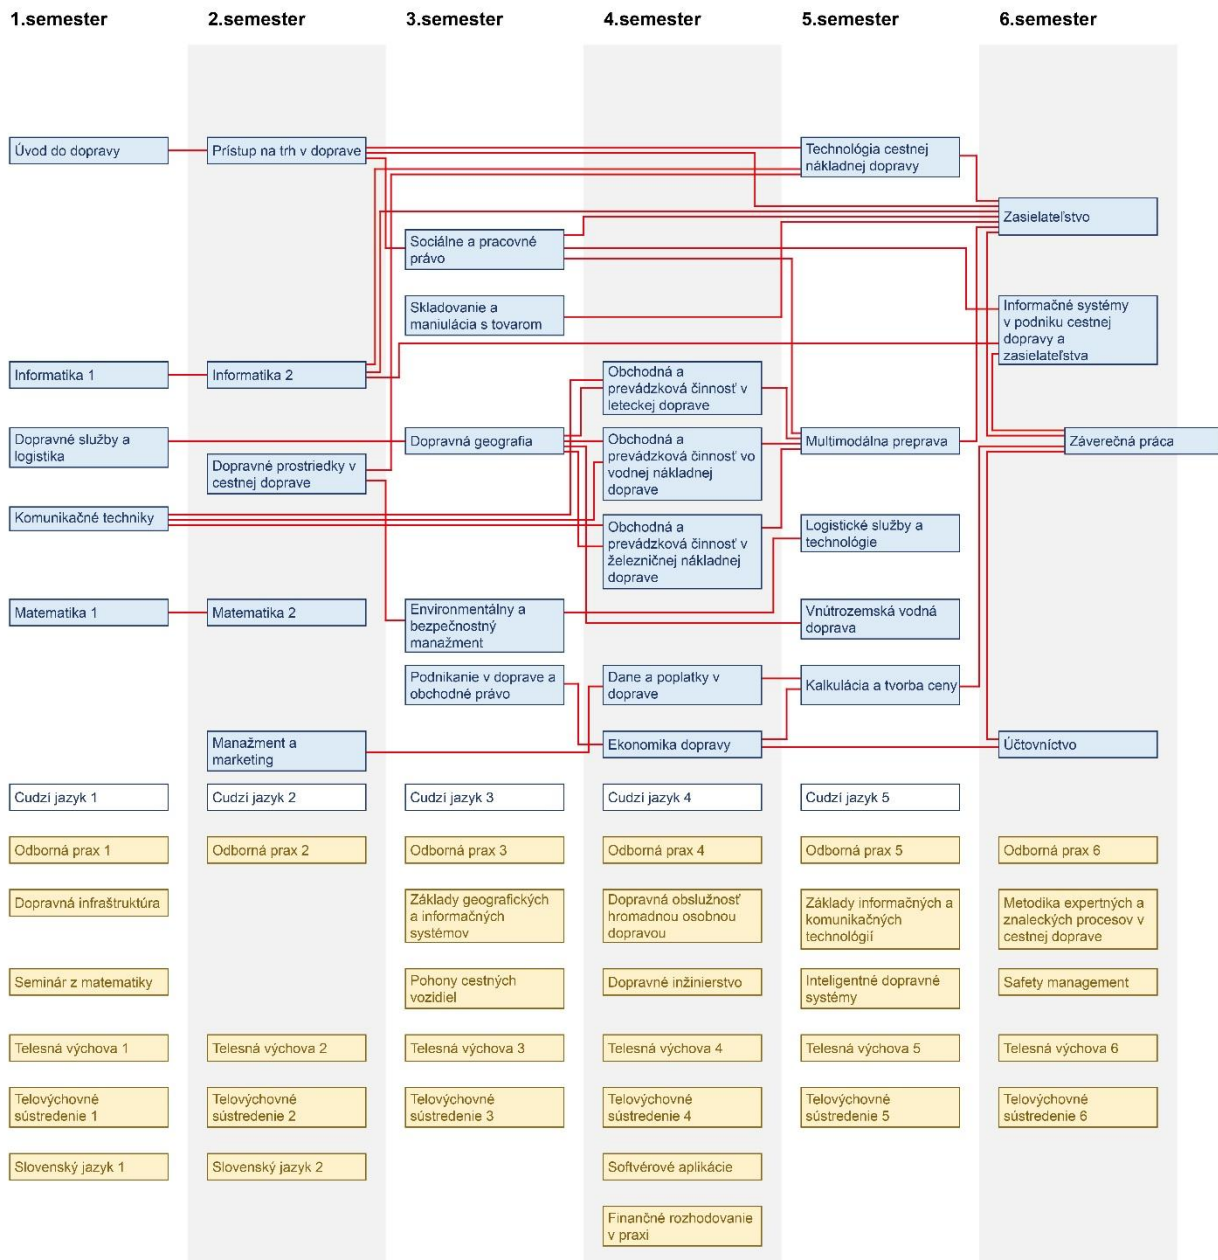 1.semester
2.semester
3.semester
4.semester
5.semester
6.semester
Úvod do dopravy
Prístup na trh v doprave
Technológia cestnej
nákladnej dopravy
Zasielateľstvo
Sociálne a pracovné
právo
Skladovanie a
maniulácia s tovarom
Informačné systémy
v podniku cestnej
dopravy a
zasielateľstva
Informatika 1
Informatika 2
Obchodná a
prevádzková činnosť v
leteckej doprave
Dopravné služby a
logistika
Dopravná geografia
Obchodná a
prevádzková činnosť vo
vodnej nákladnej
doprave
Multimodálna preprava
Záverečná práca
Dopravné prostriedky v
cestnej doprave
Komunikačné techniky
Obchodná a
prevádzková činnosť v
železničnej nákladnej
doprave
Logistické služby a
technológie
Matematika 1
Matematika 2
Environmentálny a
bezpečnostný
manažment
Vnútrozemská vodná
doprava
Podnikanie v doprave a
obchodné právo
Dane a poplatky v
doprave
Kalkulácia a tvorba ceny
Manažment a
marketing
Ekonomika dopravy
Účtovníctvo
Cudzí jazyk 1
Cudzí jazyk 2
Cudzí jazyk 3
Cudzí jazyk 4
Cudzí jazyk 5
Odborná prax 1
Odborná prax 2
Odborná prax 3
Odborná prax 4
Odborná prax 5
Odborná prax 6
Dopravná infraštruktúra
Základy geografických
a informačných
systémov
Dopravná obslužnosť
hromadnou osobnou
dopravou
Základy informačných a
komunikačných
technológií
Metodika expertných a
znaleckých procesov v
cestnej doprave
Seminár z matematiky
Pohony cestných
vozidiel
Dopravné inžinierstvo
Inteligentné dopravné
systémy
Safety management
Telesná výchova 1
Telesná výchova 2
Telesná výchova 3
Telesná výchova 4
Telesná výchova 5
Telesná výchova 6
Telovýchovné
sústredenie 1
Telovýchovné
sústredenie 2
Telovýchovné
sústredenie 3
Telovýchovné
sústredenie 4
Telovýchovné
sústredenie 5
Telovýchovné
sústredenie 6
Slovenský jazyk 1
Slovenský jazyk 2
Softvérové aplikácie
Finančné rozhodovanie
v praxi